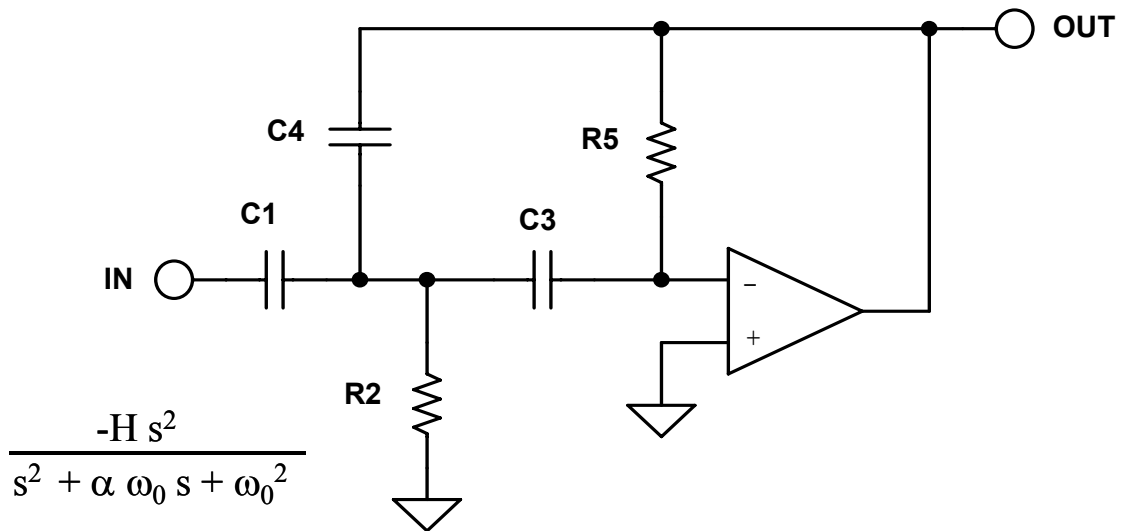 OUT
C4
R5
C1
C3
IN
−
+
R2
-H s²
s² + α ω₀ s + ω₀²